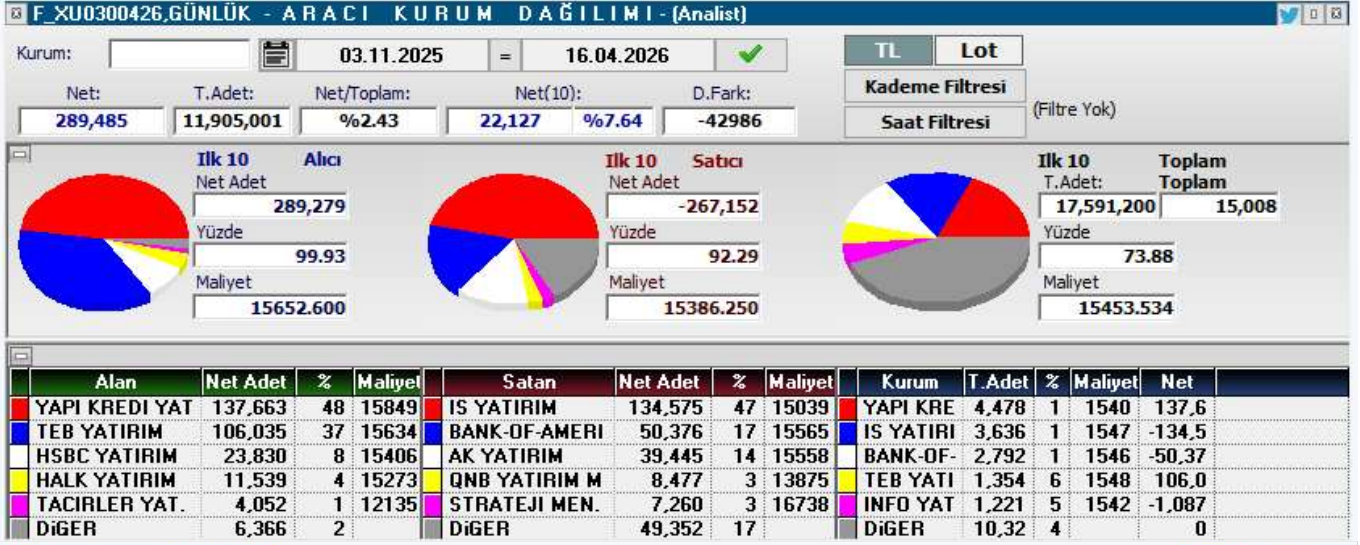 F_XU0300426,GÜNLÜK - A R A C I   K U R U M   D A Ğ I L I M I - (Analist)
Kurum: 03.11.2025 = 16.04.2026 TL Lot
Kademe Filtresi
Net: T.Adet: Net/Toplam: Net(10): D.Fark:
289,485 11,905,001 %2.43 22,127 %7.64 -42986 Saat Filtresi (Filtre Yok)
Ilk 10 Alıcı Ilk 10 Satıcı Ilk 10 Toplam
Net Adet Net Adet T.Adet: Toplam
289,279 -267,152 17,591,200 15,008
Yüzde Yüzde Yüzde
99.93 92.29 73.88
Maliyet Maliyet Maliyet
15652.600 15386.250 15453.534
Alan Net Adet % Maliyet Satan Net Adet % Maliyet Kurum T.Adet % Maliyet Net
YAPI KREDI YAT 137,663 48 15849 IS YATIRIM 134,575 47 15039 YAPI KRE 4,478 1 1540 137,6
TEB YATIRIM 106,035 37 15634 BANK-OF-AMERI 50,376 17 15565 IS YATIRI 3,636 1 1547 -134,5
HSBC YATIRIM 23,830 8 15406 AK YATIRIM 39,445 14 15558 BANK-OF- 2,792 1 1546 -50,37
HALK YATIRIM 11,539 4 15273 QNB YATIRIM M 8,477 3 13875 TEB YATI 1,354 6 1548 106,0
TACIRLER YAT. 4,052 1 12135 STRATEJI MEN. 7,260 3 16738 INFO YAT 1,221 5 1542 -1,087
DiGER 6,366 2 DiGER 49,352 17 DiGER 10,32 4 0